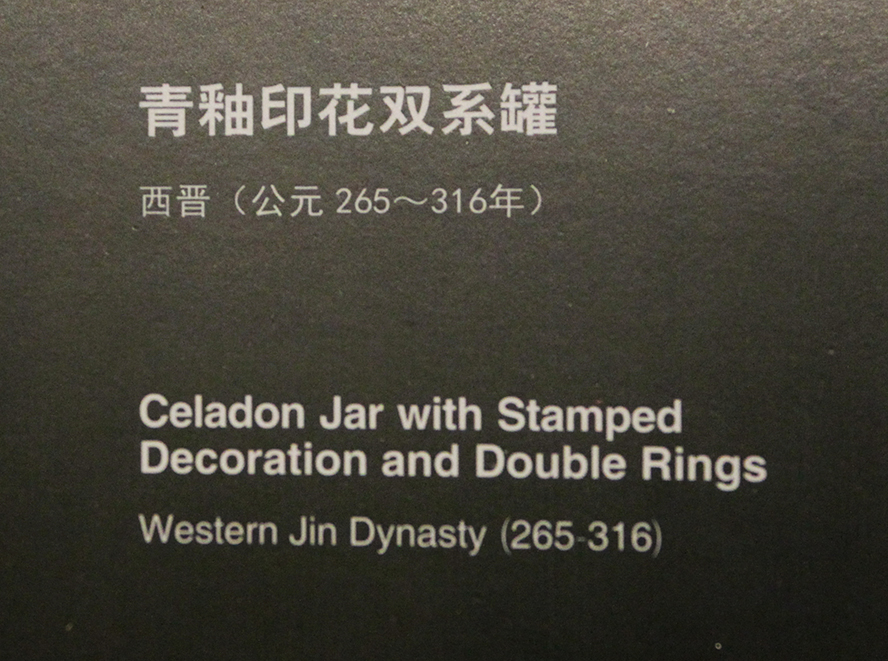 青釉印花双系罐
西晋（公元 265～316年）
Celadon Jar with Stamped
Decoration and Double Rings
Western Jin Dynasty (265-316)